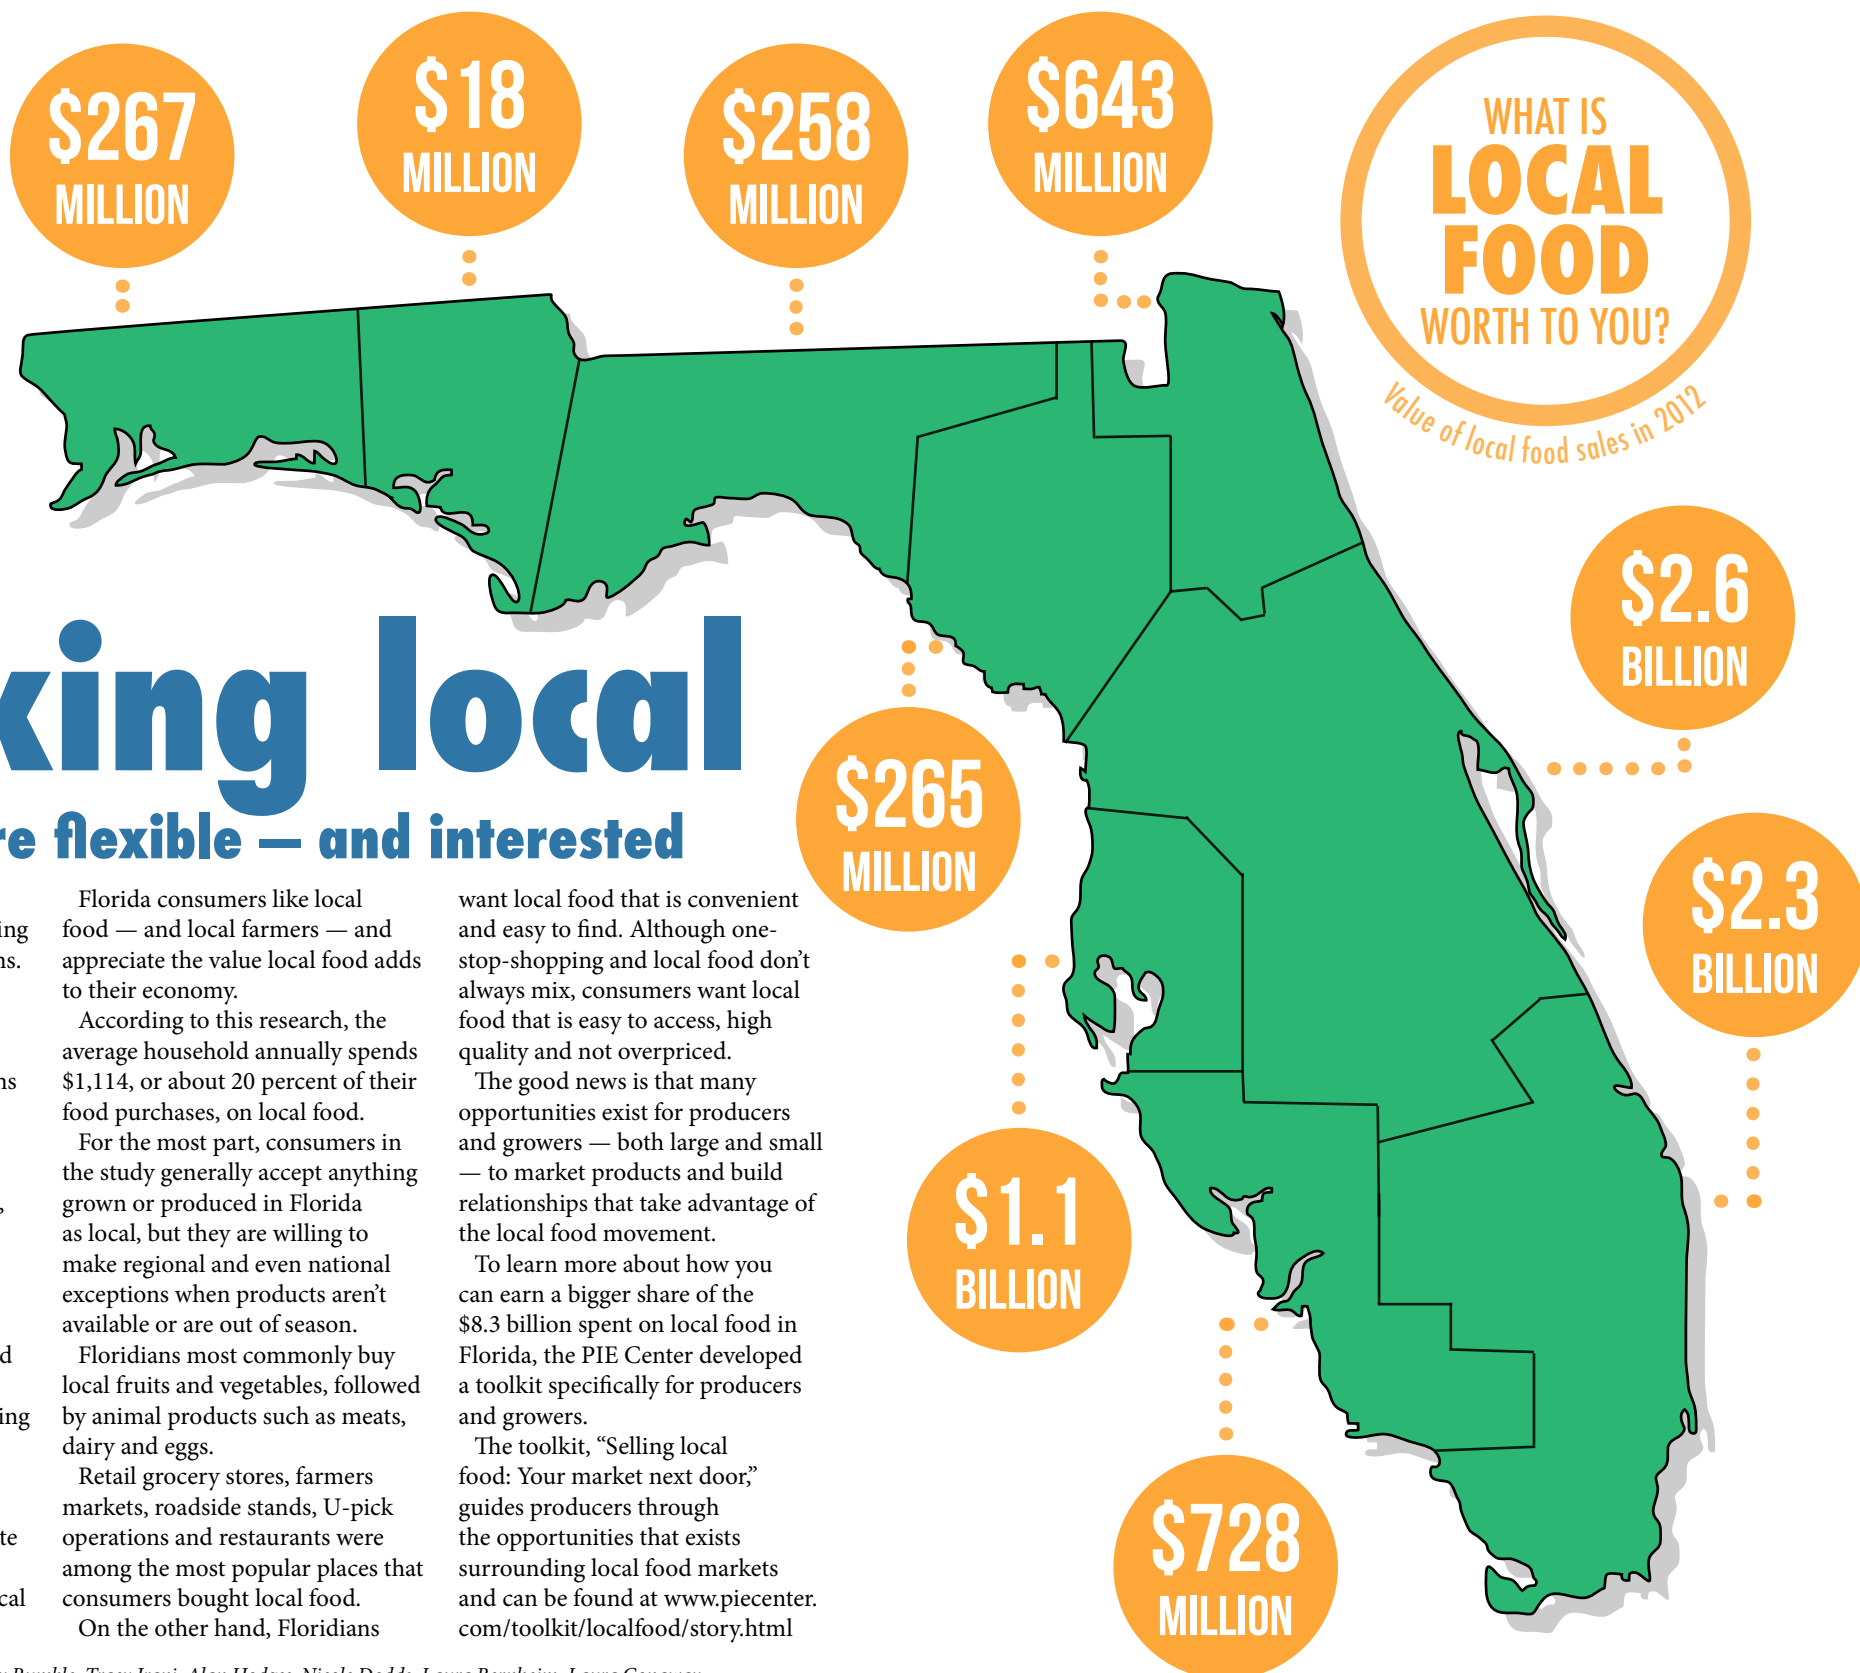 $267
MILLION
$18
MILLION
$258
MILLION
$643
MILLION
WHAT IS
LOCAL
FOOD
WORTH TO YOU?
Value of local food sales in 2012
$2.6
BILLION
$2.3
BILLION
$265
MILLION
$1.1
BILLION
$728
MILLION
king local
re flexible — and interested
ing
ns.
ns
,
d
ing
te
cal
Florida consumers like local
food — and local farmers — and
appreciate the value local food adds
to their economy.
According to this research, the
average household annually spends
$1,114, or about 20 percent of their
food purchases, on local food.
For the most part, consumers in
the study generally accept anything
grown or produced in Florida
as local, but they are willing to
make regional and even national
exceptions when products aren’t
available or are out of season.
Floridians most commonly buy
local fruits and vegetables, followed
by animal products such as meats,
dairy and eggs.
Retail grocery stores, farmers
markets, roadside stands, U-pick
operations and restaurants were
among the most popular places that
consumers bought local food.
On the other hand, Floridians
want local food that is convenient
and easy to find. Although one-
stop-shopping and local food don’t
always mix, consumers want local
food that is easy to access, high
quality and not overpriced.
The good news is that many
opportunities exist for producers
and growers — both large and small
— to market products and build
relationships that take advantage of
the local food movement.
To learn more about how you
can earn a bigger share of the
$8.3 billion spent on local food in
Florida, the PIE Center developed
a toolkit specifically for producers
and growers.
The toolkit, “Selling local
food: Your market next door,”
guides producers through
the opportunities that exists
surrounding local food markets
and can be found at www.piecenter.
com/toolkit/localfood/story.html